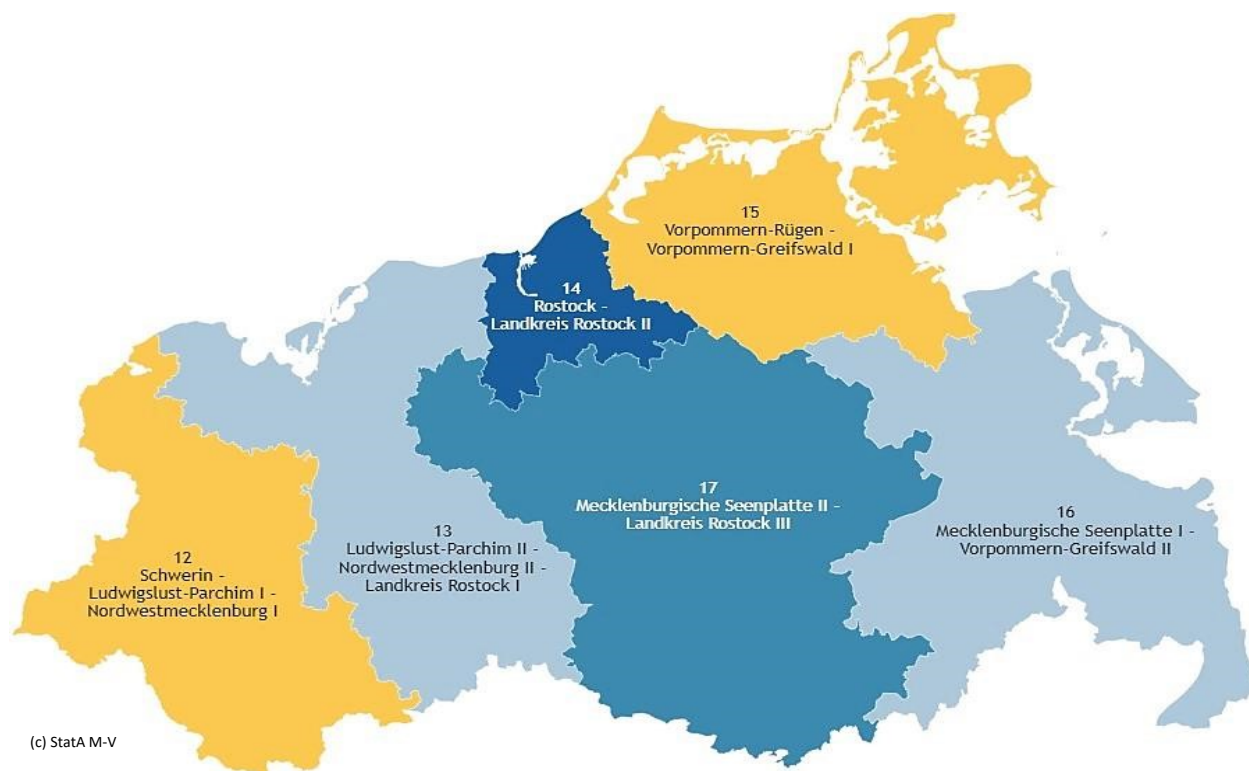 15
Vorpommern-Rügen -
Vorpommern-Greifswald I
14
Rostock -
Landkreis Rostock II
17
Mecklenburgische Seenplatte II -
Landkreis Rostock III
16
Mecklenburgische Seenplatte I -
Vorpommern-Greifswald II
13
Ludwigslust-Parchim II -
Nordwestmecklenburg II -
Landkreis Rostock I
12
Schwerin -
Ludwigslust-Parchim I -
Nordwestmecklenburg I
(c) StatA M-V